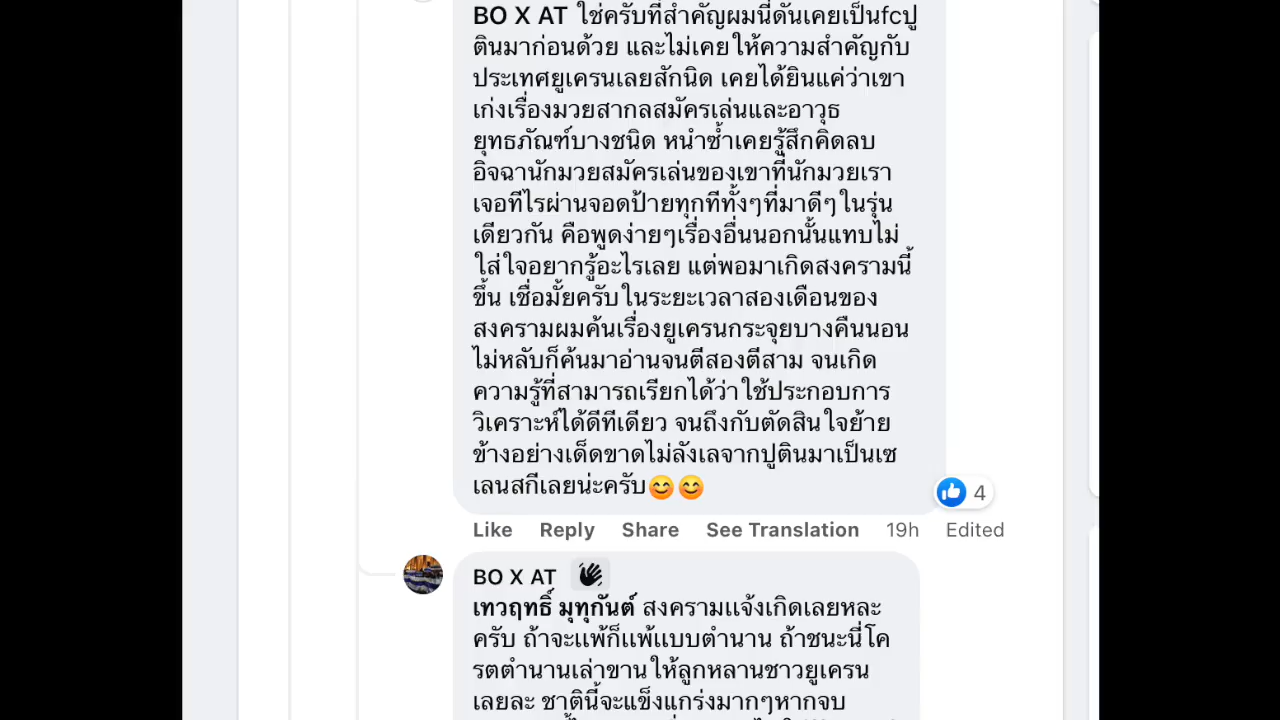 BO X AT ใช่ครับที่สำคัญผมนี่ดันเคยเป็นfcปู
ตินมาก่อนด้วย และไม่เคยให้ความสำคัญกับ
ประเทศยูเครนเลยสักนิด เคยได้ยินแค่ว่าเขา
เก่งเรื่องมวยสากลสมัครเล่นและอาวุธ
ยุทธภัณฑ์บางชนิด หนำซ้ำเคยรู้สึกคิดลบ
อิจฉานักมวยสมัครเล่นของเขาที่นักมวยเรา
เจอทีไรผ่านจอดป้ายทุกทีทั้งๆที่มาดีๆในรุ่น
เดียวกัน คือพูดง่ายๆเรื่องอื่นนอกนั้นแทบไม่
ใส่ใจอยากรู้อะไรเลย แต่พอมาเกิดสงครามนี้
ขึ้น เชื่อมั้ยครับในระยะเวลาสองเดือนของ
สงครามผมค้นเรื่องยูเครนกระจุยบางคืนนอน
ไม่หลับก็ค้นมาอ่านจนตีสองตีสาม จนเกิด
ความรู้ที่สามารถเรียกได้ว่าใช้ประกอบการ
วิเคราะห์ได้ดีทีเดียว จนถึงกับตัดสินใจย้าย
ข้างอย่างเด็ดขาดไม่ลังเลจากปูตินมาเป็นเซ
เลนสกีเลยน่ะครับ😊😊
4
Like Reply Share See Translation 19h Edited
BO X AT
เทวฤทธิ์ มุทุกันต์ สงครามแจ้งเกิดเลยหละ
ครับ ถ้าจะแพ้ก็แพ้แบบตำนาน ถ้าชนะนี่โค
รตตำนานเล่าขานให้ลูกหลานชาวยูเครน
เลยละ ชาตินี้จะแข็งแกร่งมากๆหากจบ